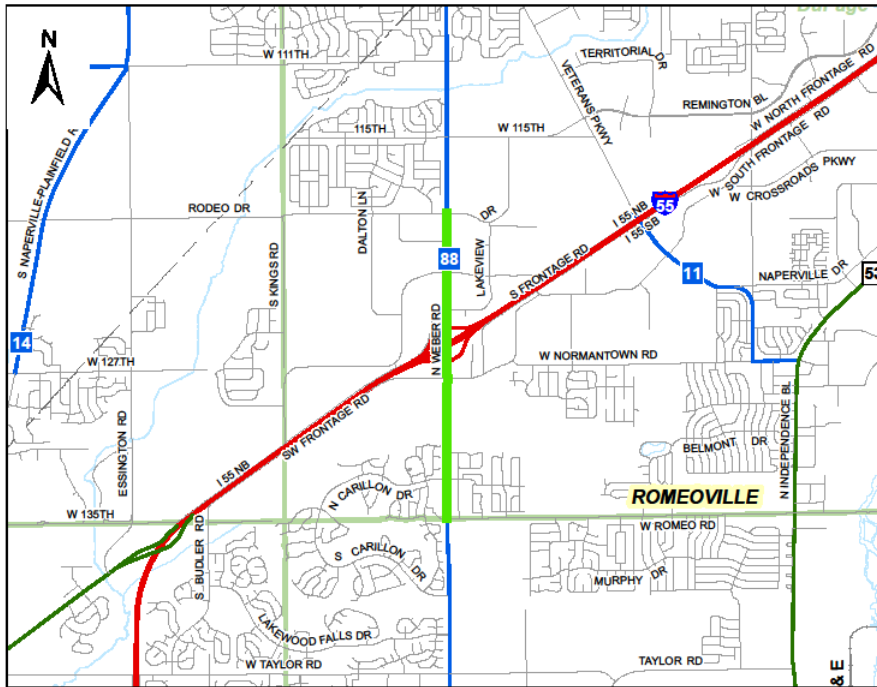 DuPage
N
W 111TH
TERRITORIAL DR
VETERANS PKWY
REMINGTON BL
W NORTH FRONTAGE RD
W SOUTH FRONTAGE RD
115TH
W 115TH
S NAPERVILLE-PLAINFIELD R
W CROSSROADS PKWY
RODEO DR
DALTON LN
DR
LAKEVIEW
I 55 NB
I 55 SB
55
S KINGS RD
88
S FRONTAGE RD
11
NAPERVILLE DR
53
14
N WEBER RD
W 127TH
W NORMANTOWN RD
SW FRONTAGE RD
ESSINGTON RD
I 55 NB
BELMONT DR
N INDEPENDENCE BL
N CARILLON DR
ROMEOVILLE
W 135TH
W ROMEO RD
S BUDLER RD
S CARILLON DR
MURPHY DR
LAKEWOOD FALLS DR
W TAYLOR RD
TAYLOR RD
& E